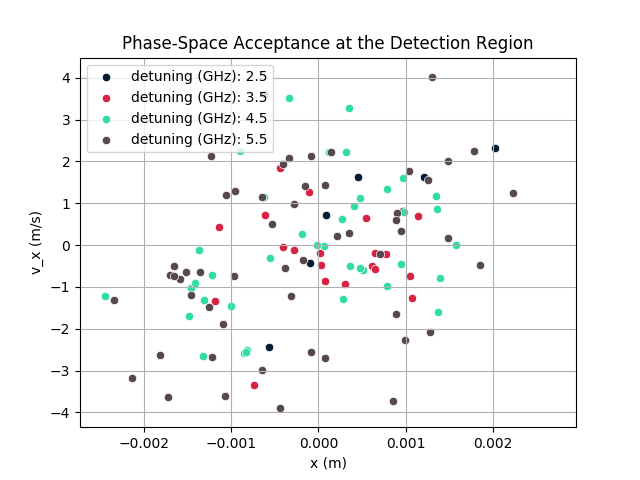 Phase-Space Acceptance at the Detection Region
detuning (GHz): 2.5
detuning (GHz): 3.5
detuning (GHz): 4.5
detuning (GHz): 5.5
4
3
2
1
0
−1
−2
−3
−4
v_x (m/s)
−0.002 −0.001 0.000 0.001 0.002
x (m)